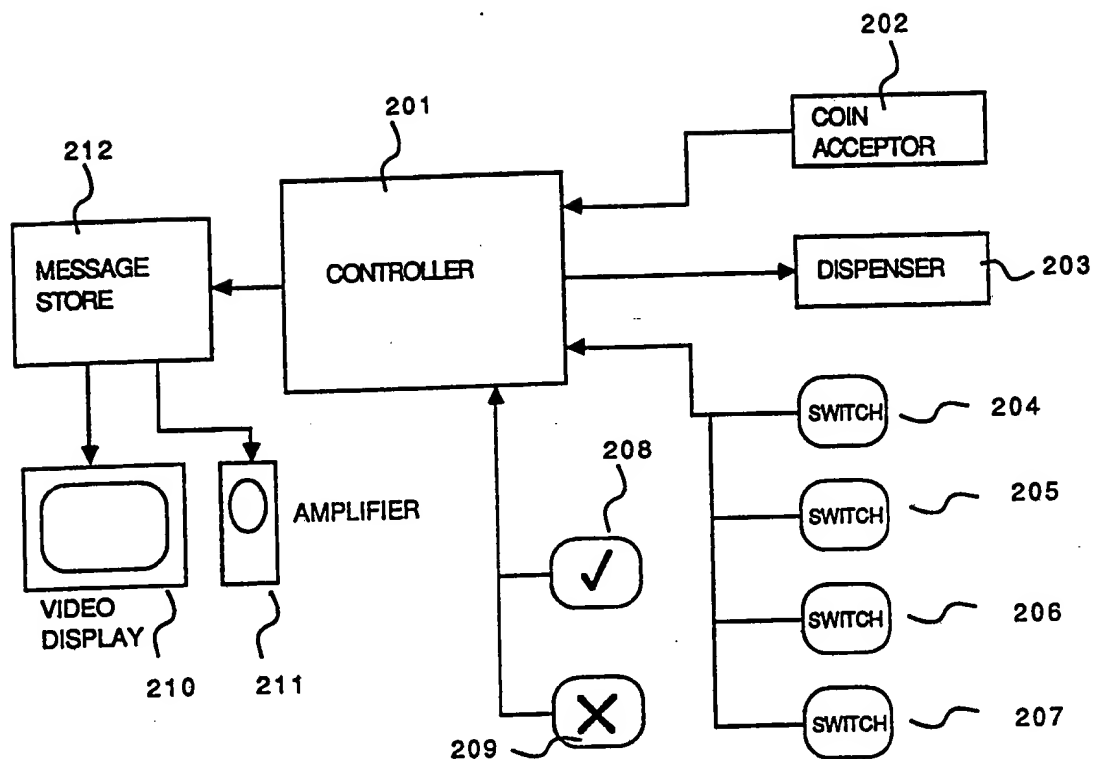 202
201
COIN
ACCEPTOR
212
MESSAGE
STORE
CONTROLLER
DISPENSER
203
SWITCH
204
208
AMPLIFIER
SWITCH
205
✓
VIDEO
DISPLAY
SWITCH
206
210
211
X
209
SWITCH
207